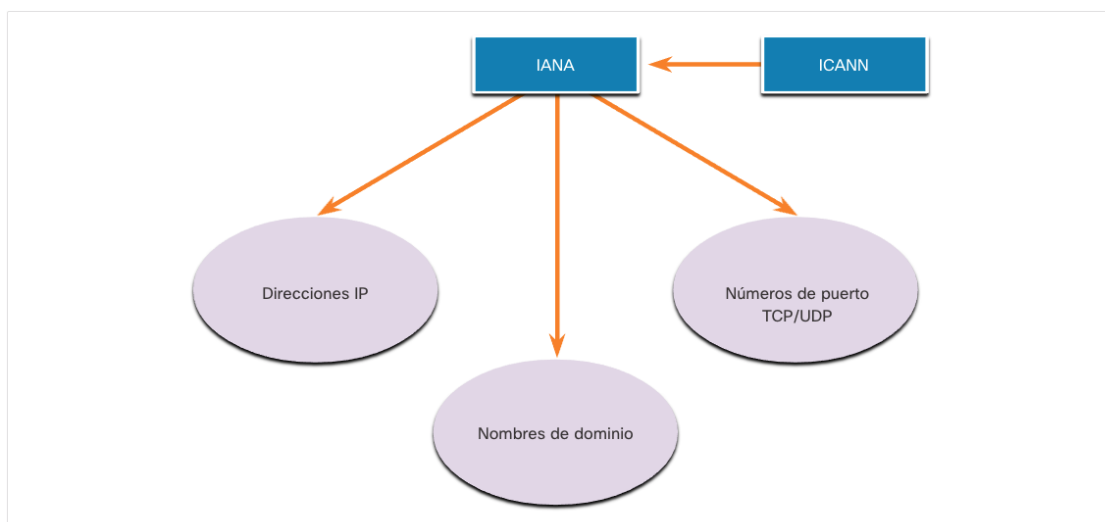 IANA
ICANN
Direcciones IP
Números de puerto
TCP/UDP
Nombres de dominio